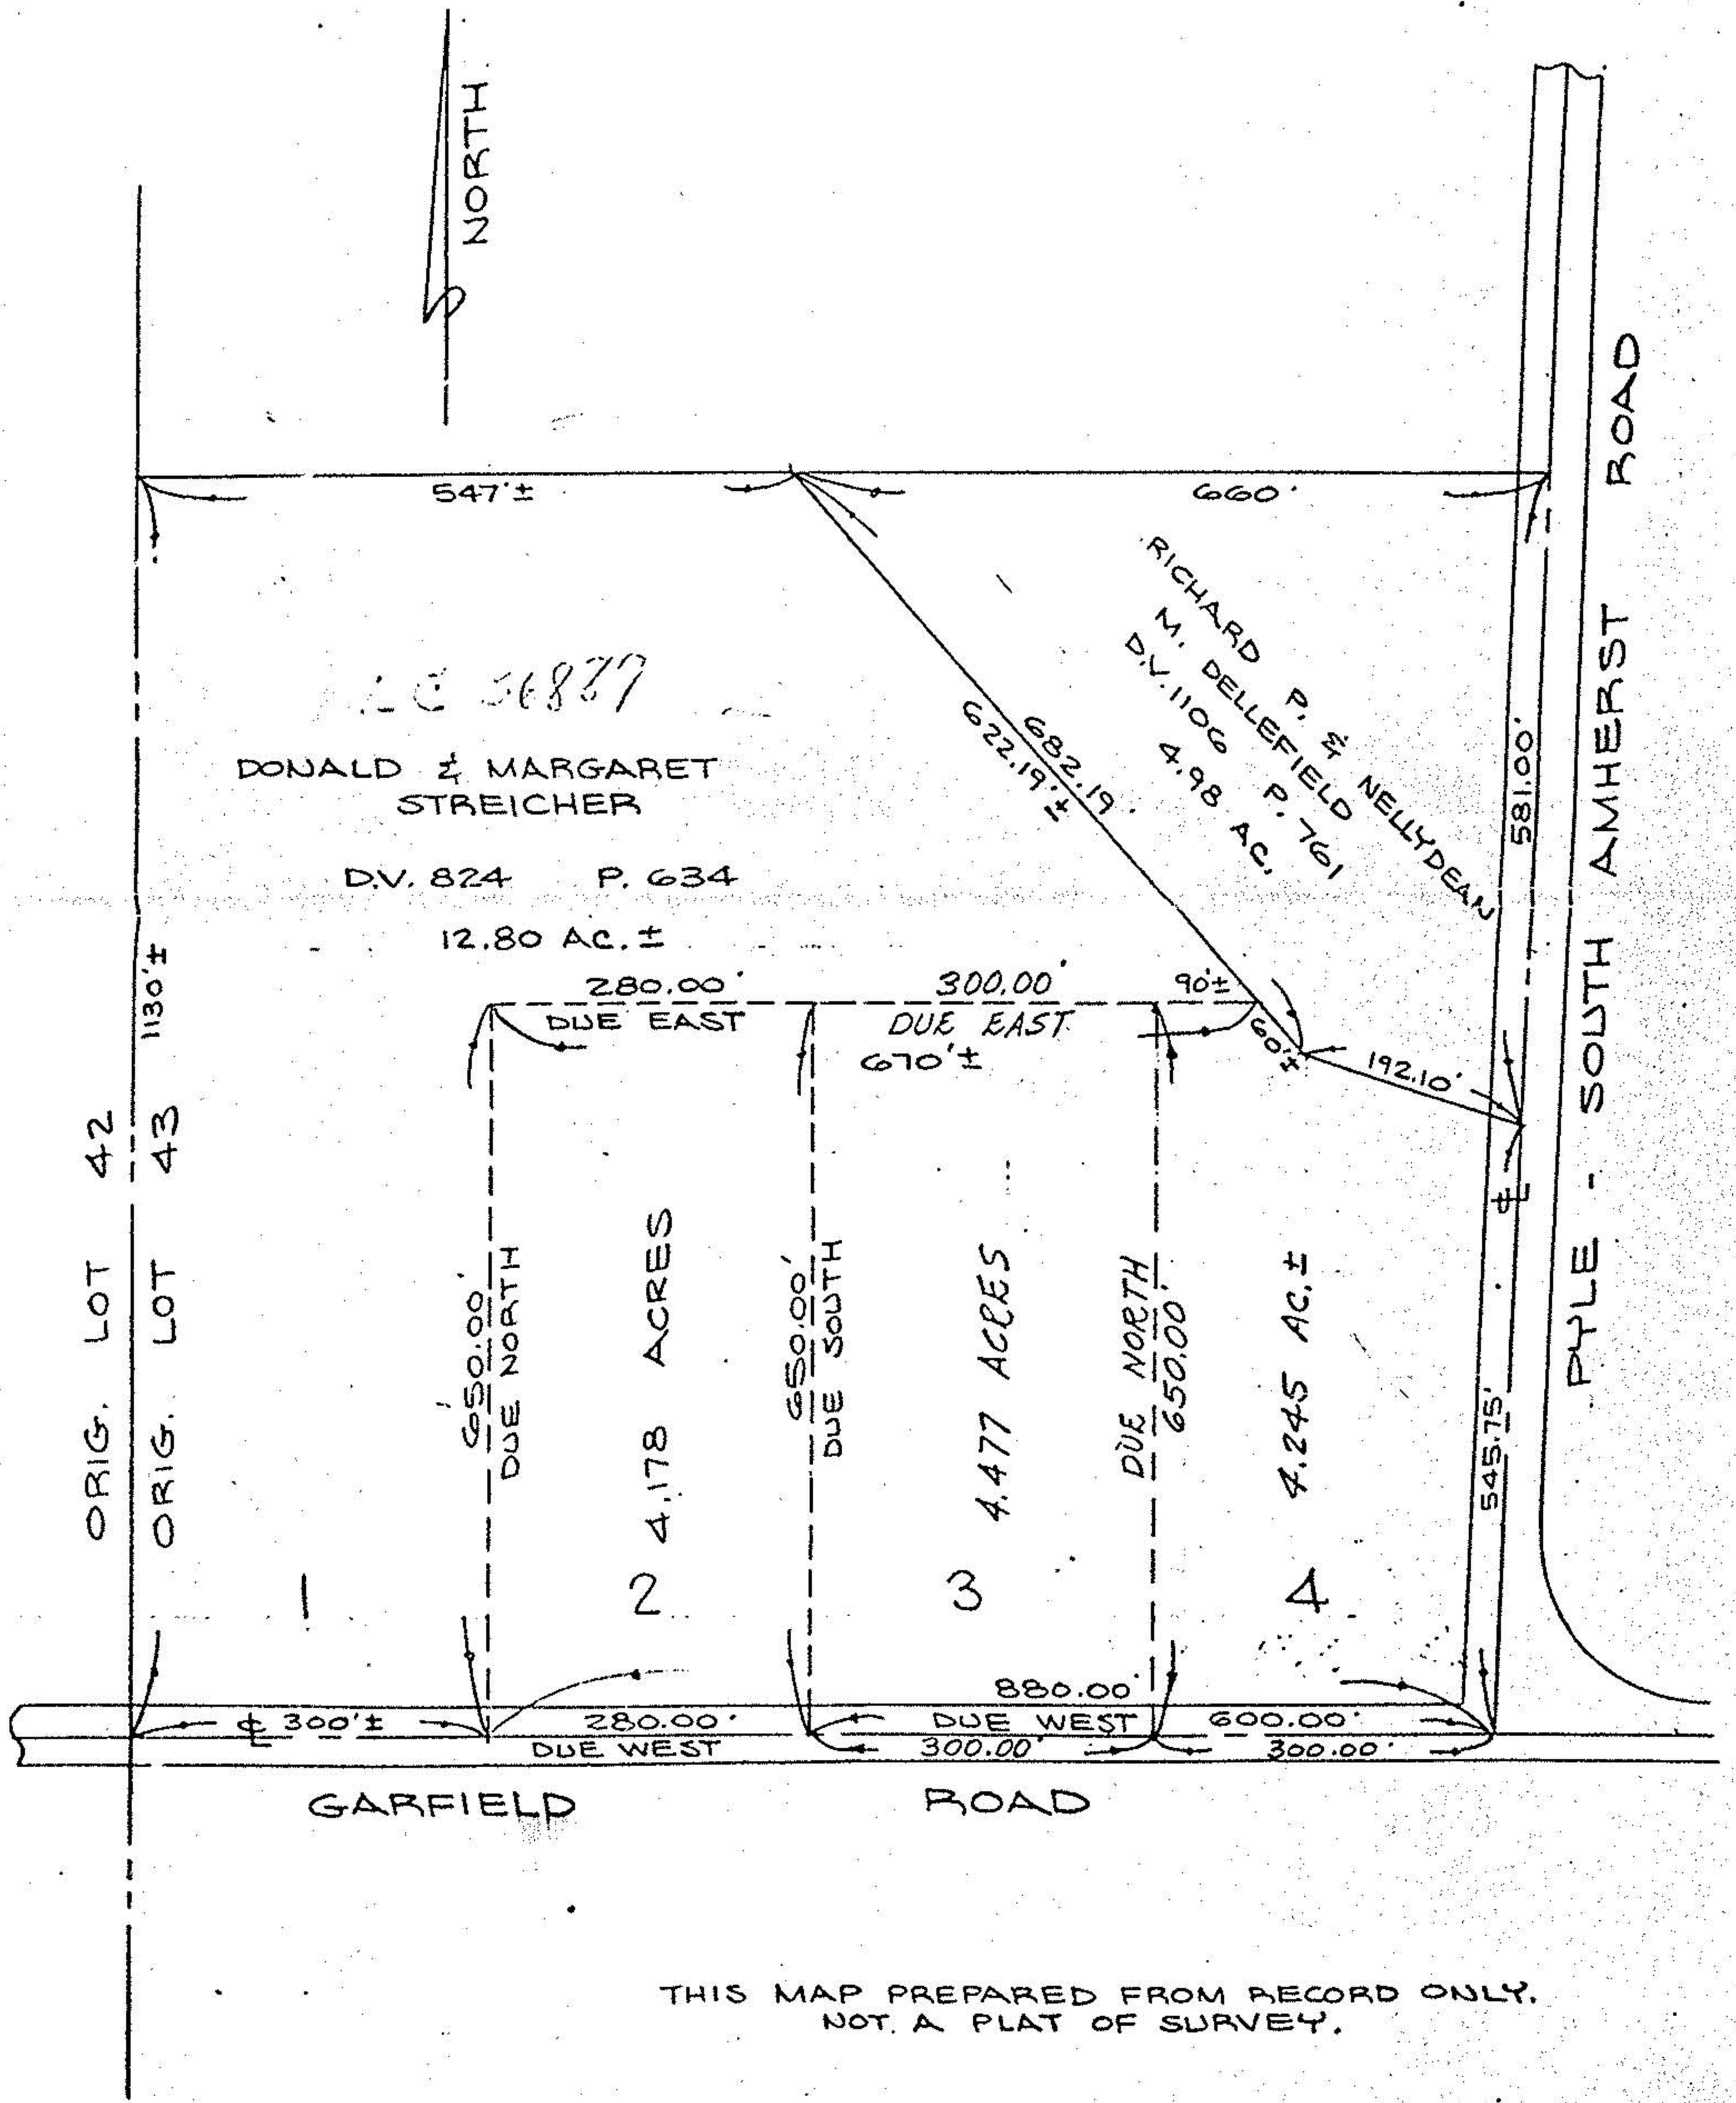 NORTH
547'±
660'
RICHARD P. &
M. DELLEFIELD NELLYDEAN
D.V. 1106 P. 761
4.98 AC.
682.19'
622.19'±
581.00'
PYLE - SOUTH AMHERST ROAD
DONALD & MARGARET
STREICHER
D.V. 824 P. 634
12.80 AC. ±
1130'±
280.00'
DUE EAST
300.00'
DUE EAST
670'±
90'±
60'±
192.10'
ORIG. LOT 42
ORIG. LOT 43
650.00'
DUE NORTH
4.178 ACRES
650.00'
DUE SOUTH
4.477 ACRES
DUE NORTH
650.00'
4.245 AC. ±
545.75'
℄
1
2
3
4
880.00'
℄ 300'±
280.00'
DUE WEST
600.00'
DUE WEST
300.00'
300.00'
GARFIELD ROAD
THIS MAP PREPARED FROM RECORD ONLY.
NOT A PLAT OF SURVEY.